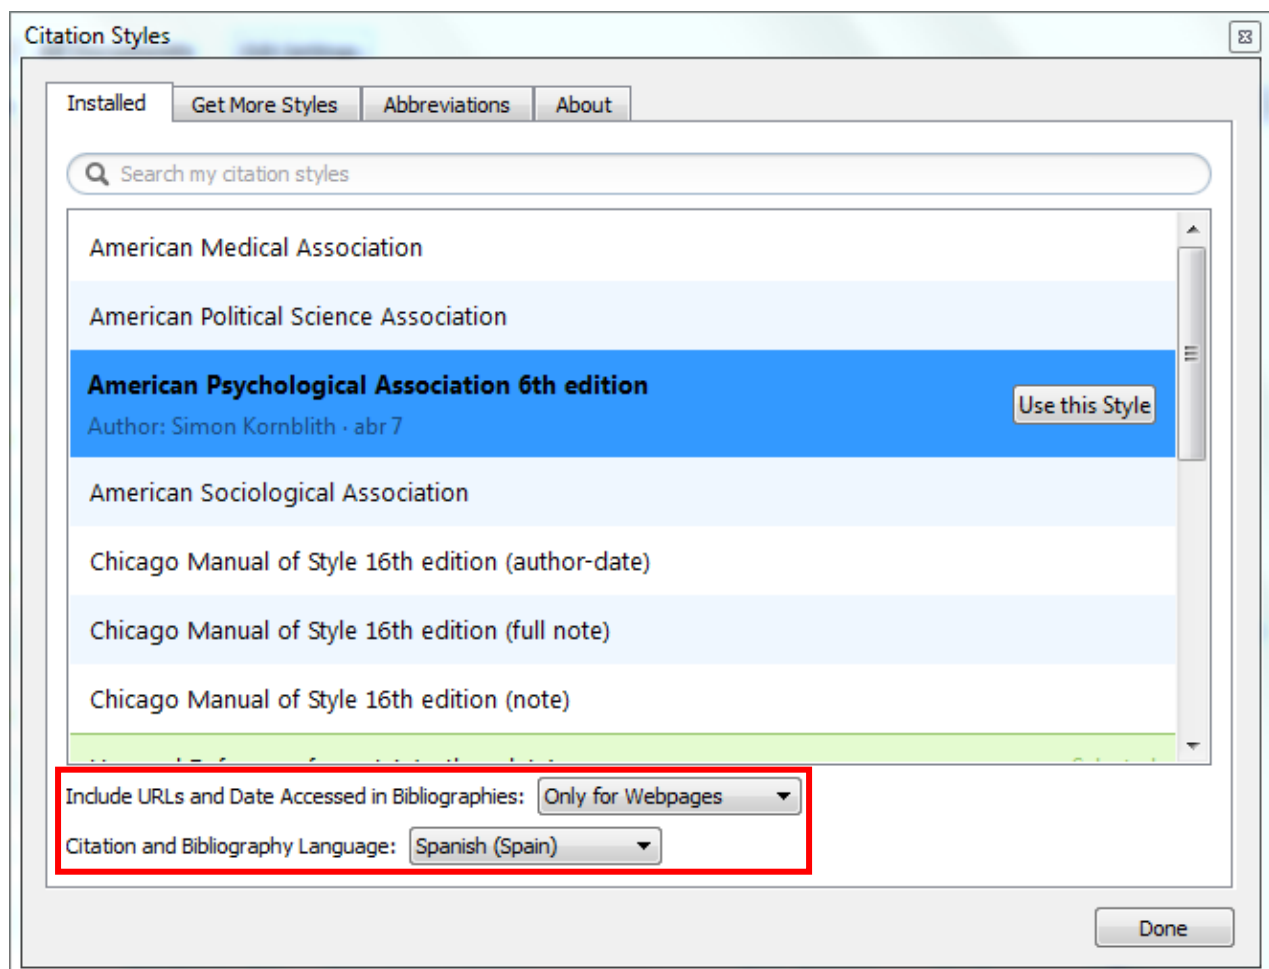 Citation Styles
Installed
Get More Styles
Abbreviations
About
Search my citation styles
American Medical Association
American Political Science Association
American Psychological Association 6th edition
Use this Style
Author: Simon Kornblith · abr 7
American Sociological Association
Chicago Manual of Style 16th edition (author-date)
Chicago Manual of Style 16th edition (full note)
Chicago Manual of Style 16th edition (note)
Include URLs and Date Accessed in Bibliographies: Only for Webpages
Citation and Bibliography Language: Spanish (Spain)
Done